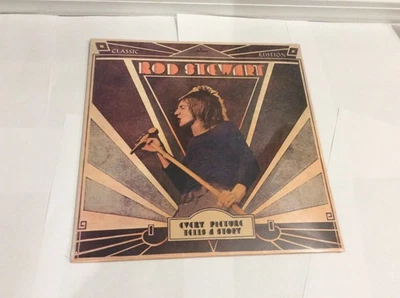 CLASSIC EDITION
ROD STEWART
EVERY PICTURE
TELLS A STORY